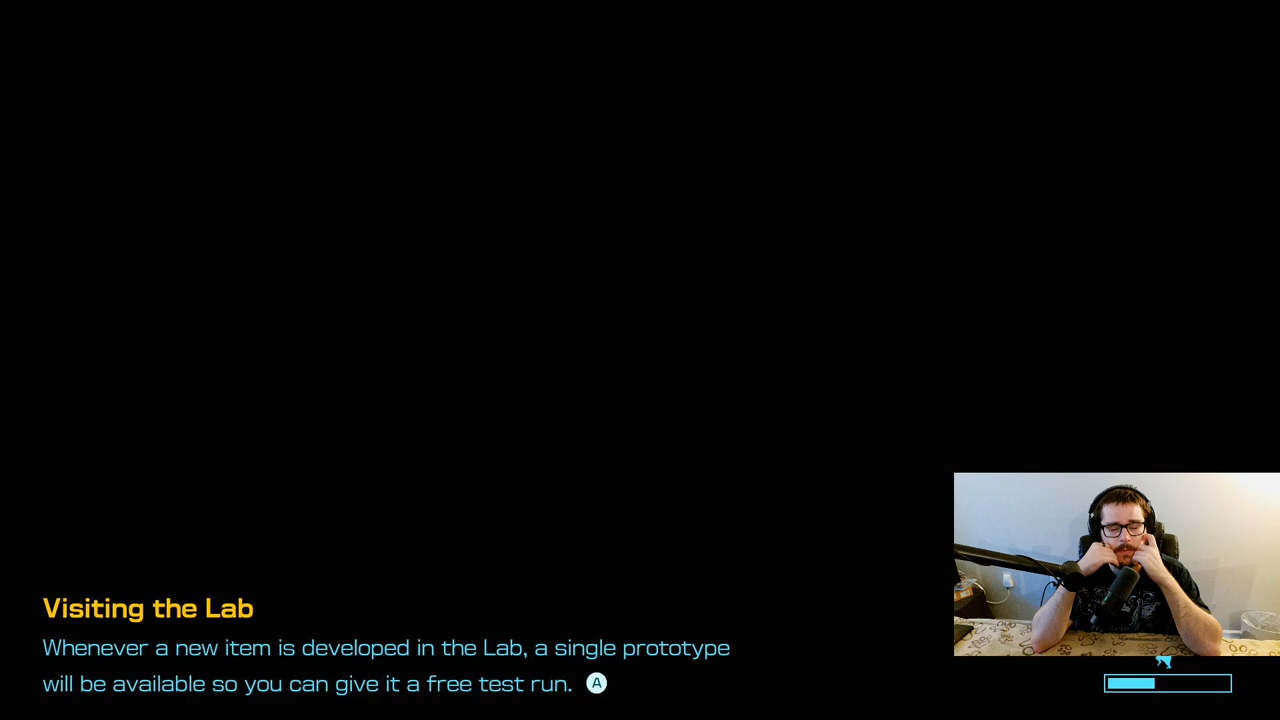 Visiting the Lab
Whenever a new item is developed in the Lab, a single prototype
will be available so you can give it a free test run. A